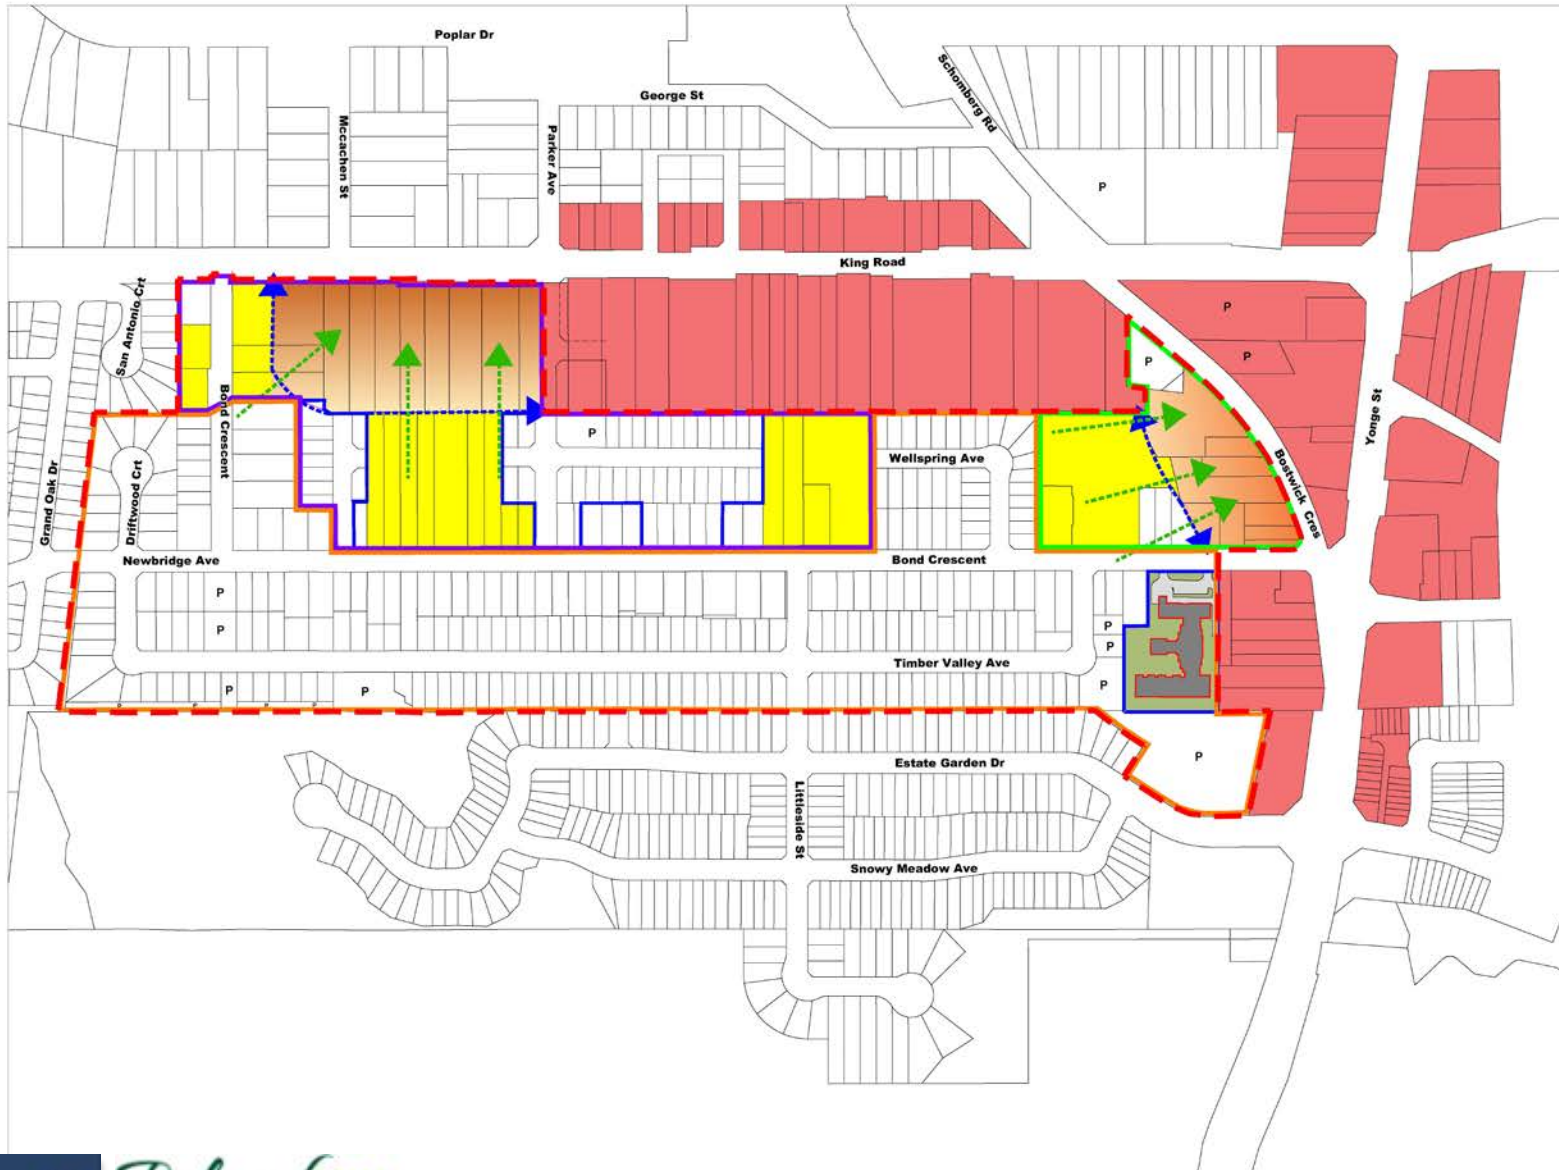 Poplar Dr
George St
Schomberg Rd
Mccachen St
Parker Ave
P
King Road
San Antonio Crt
P
P
P
Bond Crescent
P
Wellspring Ave
Yonge St
Bostwick Cres
Grand Oak Dr
Driftwood Crt
Newbridge Ave
Bond Crescent
P
P
P
P
Timber Valley Ave
P
P
P
P
Estate Garden Dr
Littleside St
Snowy Meadow Ave